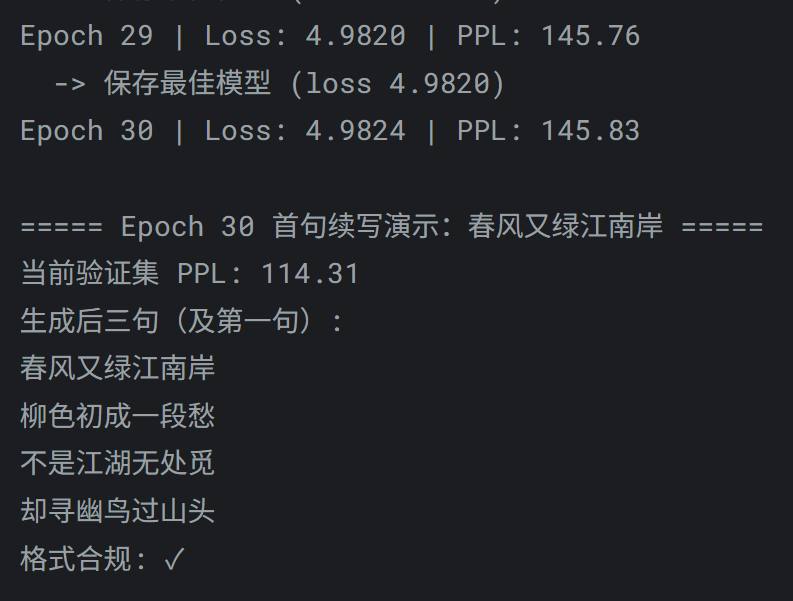 Epoch 29 | Loss: 4.9820 | PPL: 145.76
-> 保存最佳模型 (loss 4.9820)
Epoch 30 | Loss: 4.9824 | PPL: 145.83
===== Epoch 30 首句续写演示：春风又绿江南岸 =====
当前验证集 PPL: 114.31
生成后三句（及第一句）：
春风又绿江南岸
柳色初成一段愁
不是江湖无处觅
却寻幽鸟过山头
格式合规：✓